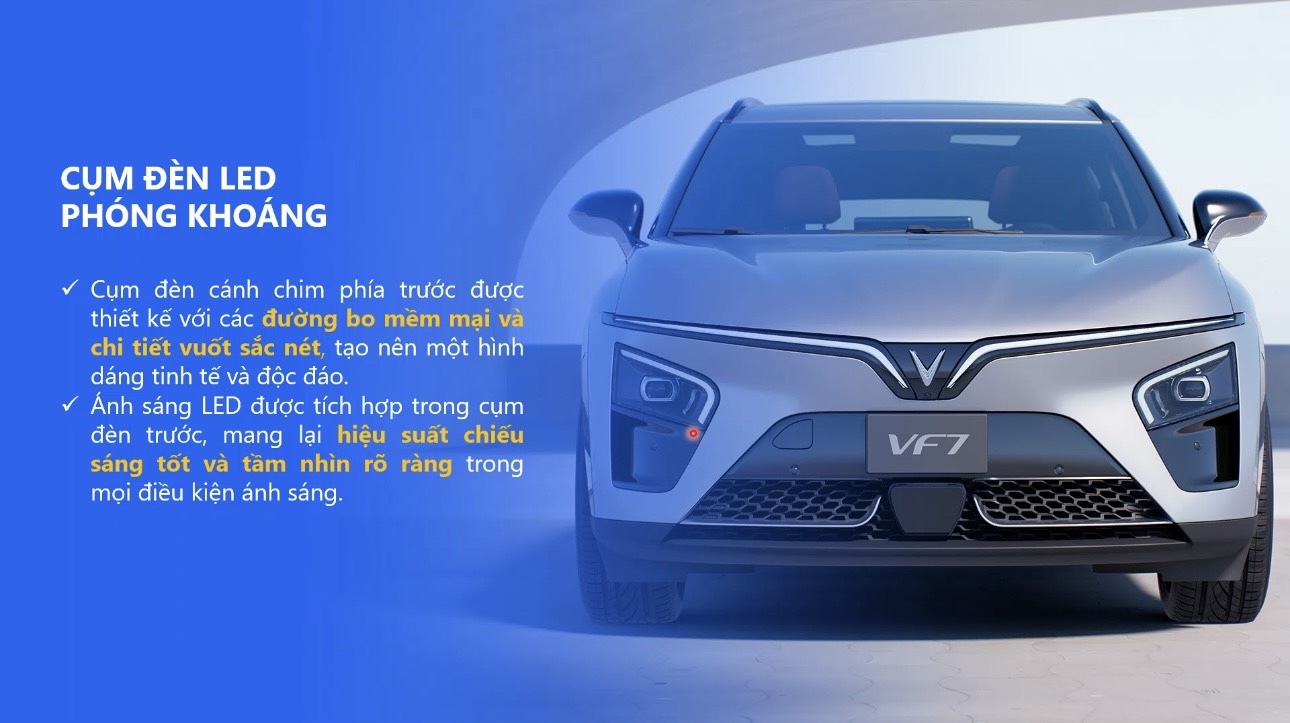 CỤM ĐÈN LED
PHÓNG KHOÁNG
✓ Cụm đèn cánh chim phía trước được
thiết kế với các đường bo mềm mại và
chi tiết vuốt sắc nét, tạo nên một hình
dáng tinh tế và độc đáo.
✓ Ánh sáng LED được tích hợp trong cụm
đèn trước, mang lại hiệu suất chiếu
sáng tốt và tầm nhìn rõ ràng trong
mọi điều kiện ánh sáng.
VF7